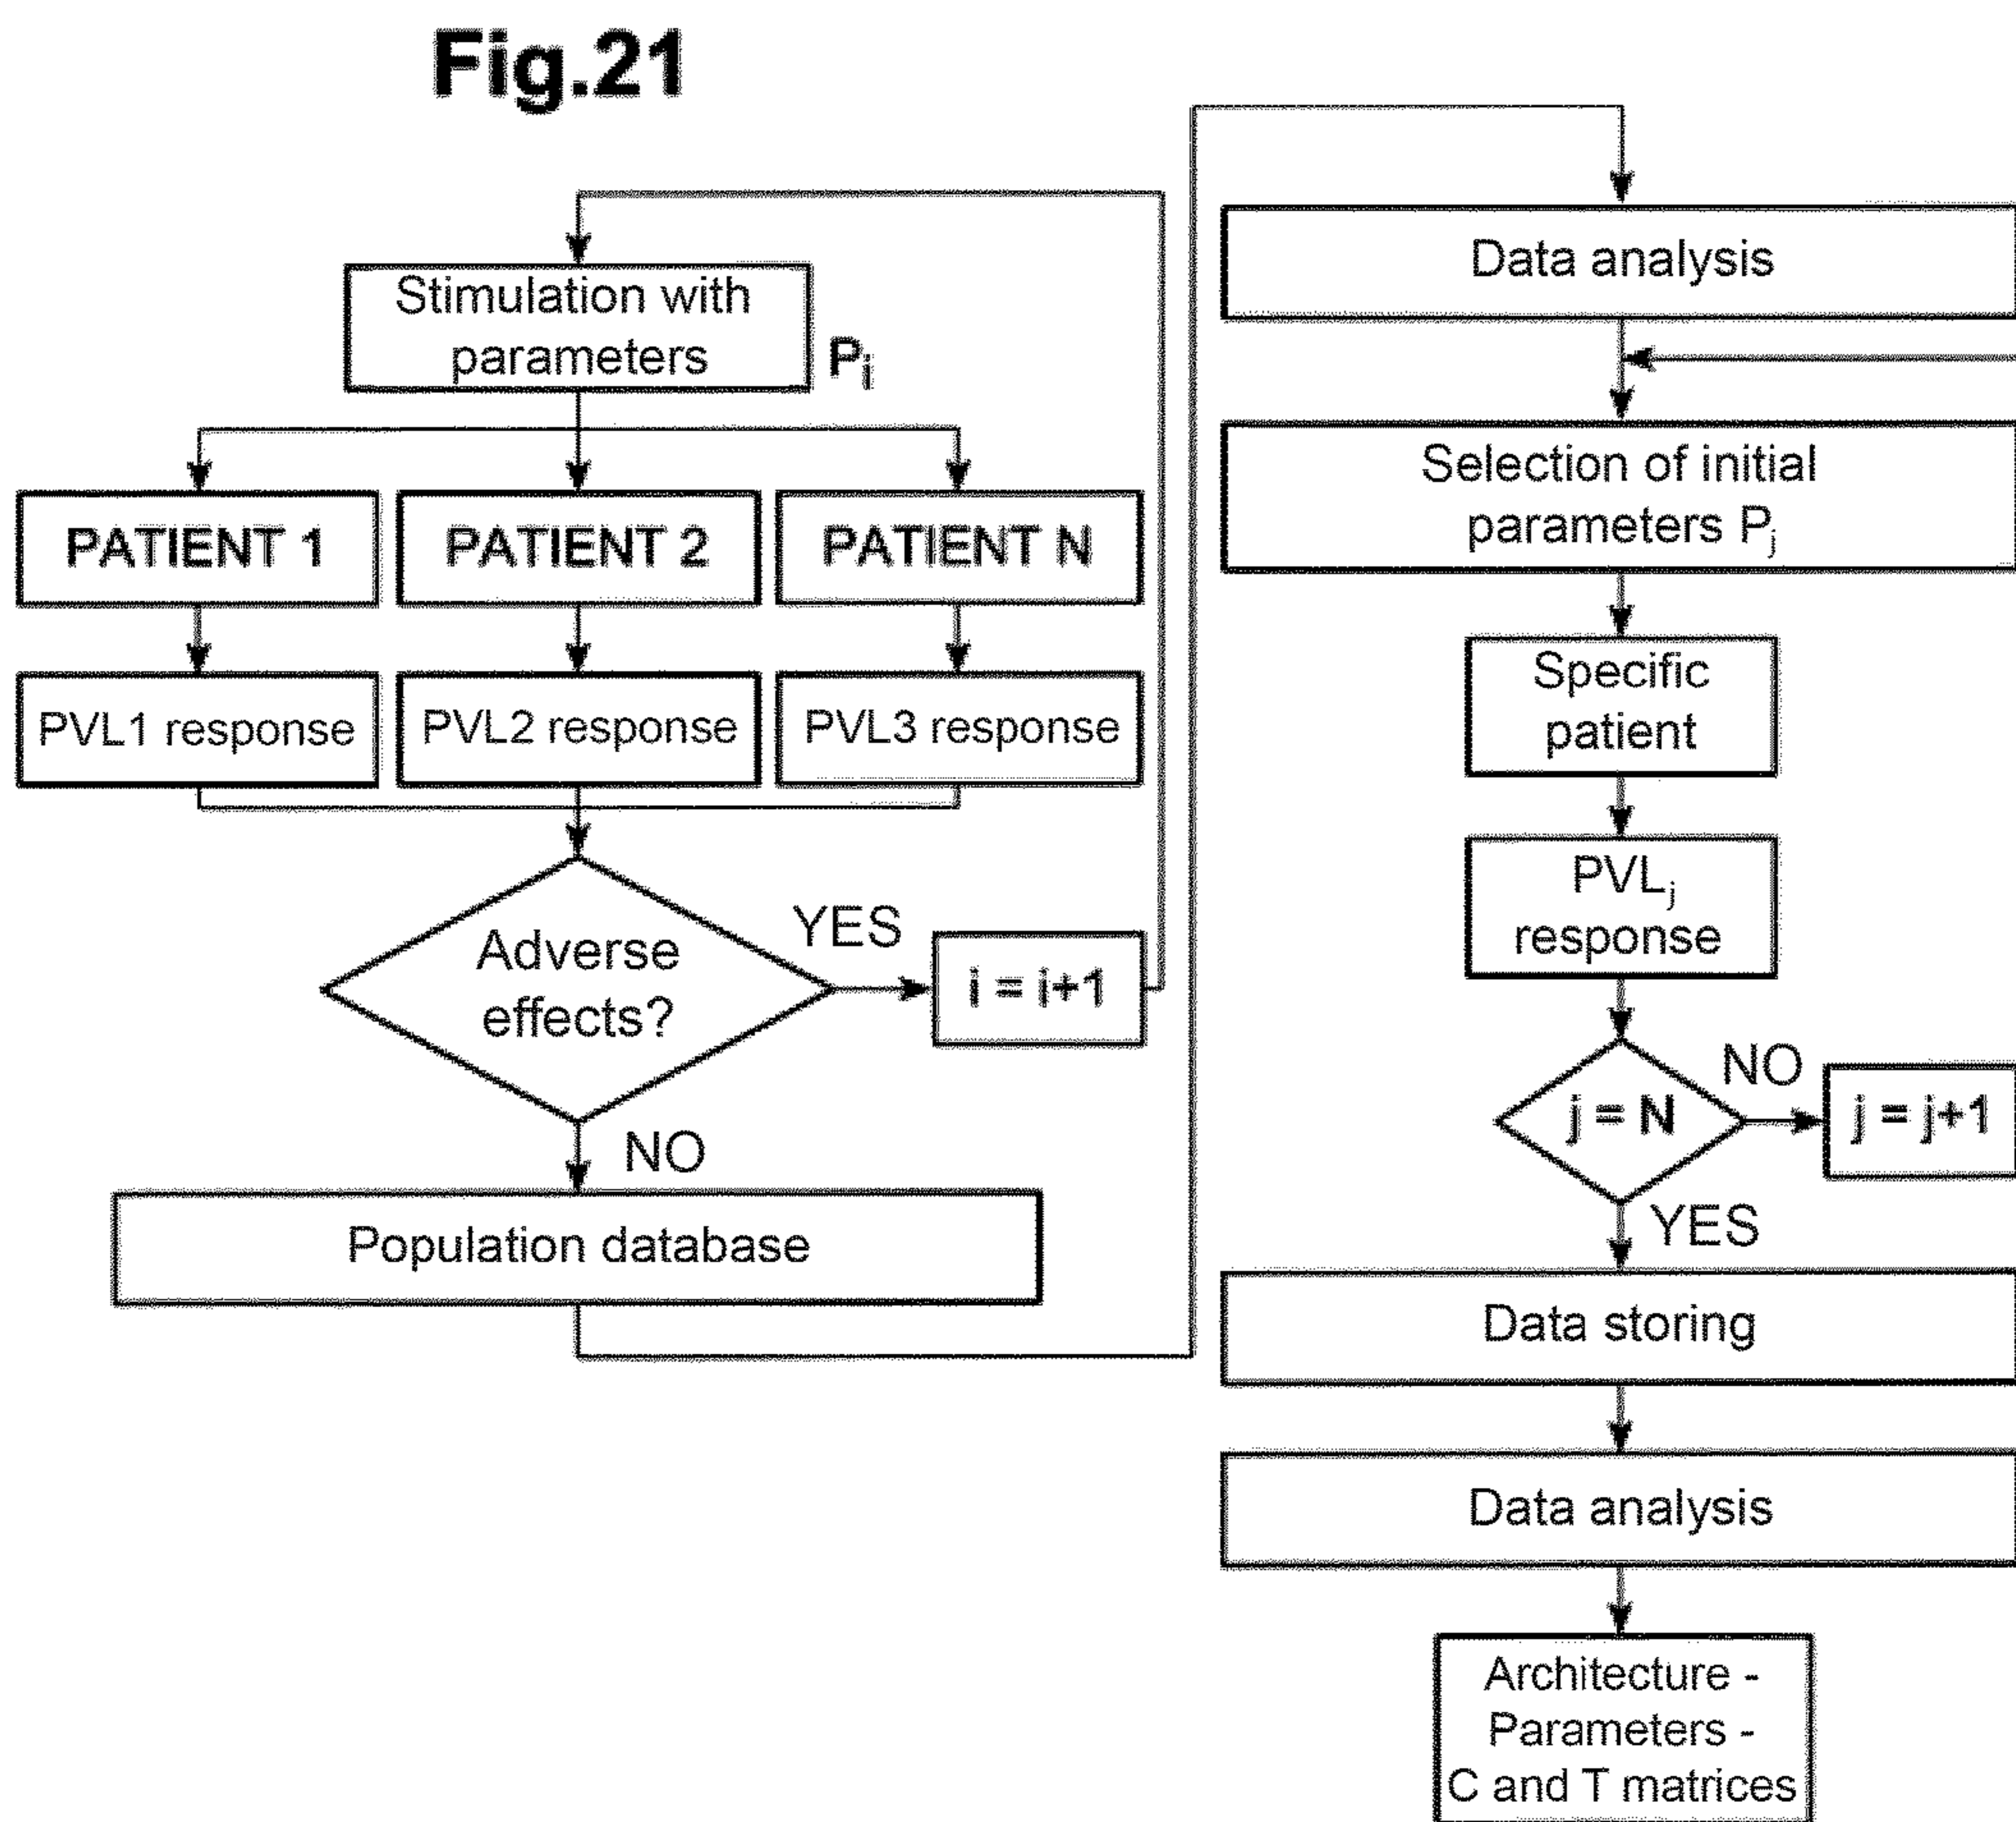 Fig.21
Stimulation with
parameters
Pi
PATIENT 1
PATIENT 2
PATIENT N
PVL1 response
PVL2 response
PVL3 response
Adverse
effects?
YES
i = i+1
NO
Population database
Data analysis
Selection of initial
parameters Pj
Specific
patient
PVLj
response
j = N
NO
j = j+1
YES
Data storing
Data analysis
Architecture -
Parameters -
C and T matrices